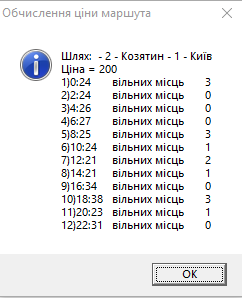 Обчислення ціни маршрута
Шлях: - 2 - Козятин - 1 - Київ
Ціна = 200
1)0:24 вільних місць 3
2)2:24 вільних місць 0
3)4:26 вільних місць 0
4)6:27 вільних місць 0
5)8:25 вільних місць 3
6)10:24 вільних місць 1
7)12:21 вільних місць 2
8)14:21 вільних місць 1
9)16:34 вільних місць 0
10)18:38 вільних місць 3
11)20:23 вільних місць 1
12)22:31 вільних місць 0
OK